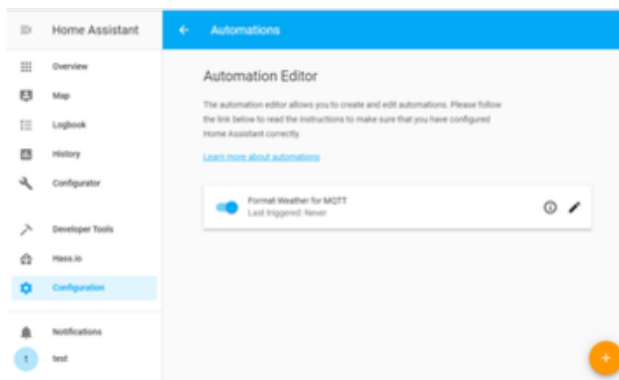 Home Assistant
Automations
Overview
Map
Logbook
History
Configurator
Developer Tools
Hass.io
Configuration
Notifications
t
test
Automation Editor
The automation editor allows you to create and edit automations. Please follow
the link below to read the instructions to make sure that you have configured
Home Assistant correctly.
Learn more about automations
Format Weather for MQTT
Last triggered: Never